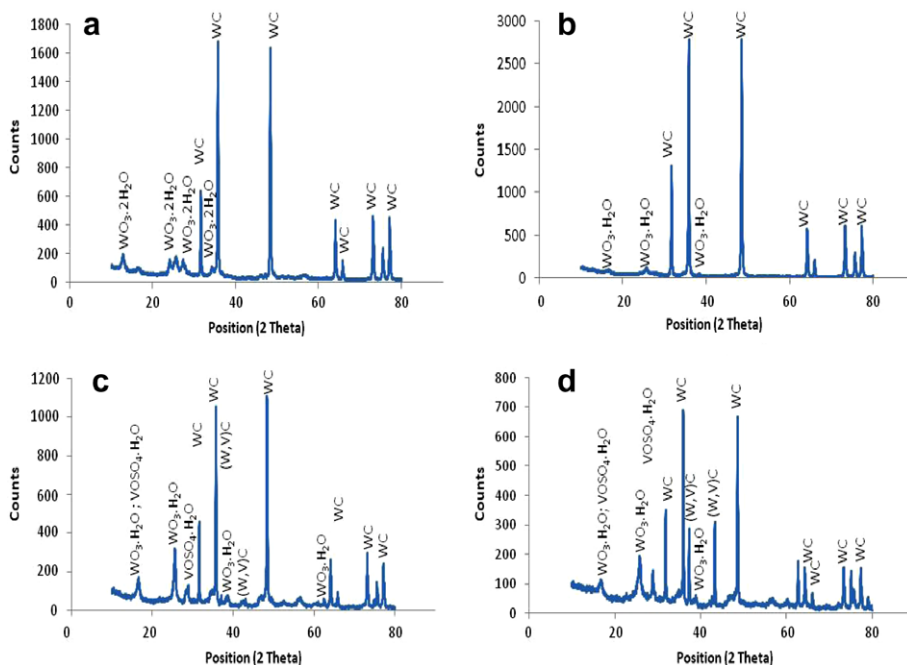 a
1800
1600
1400
1200
1000
800
600
400
200
0
Counts
WO₃.2H₂O
WO₃.2H₂O
WO₃.2H₂O
WC
WO₃.2H₂O
WC
WC
WC
WC
WC
WC
0 20 40 60 80
Position (2 Theta)
b
3000
2500
2000
1500
1000
500
0
Counts
WO₃.H₂O
WO₃.H₂O
WC
WC
WO₃.H₂O
WC
WC
WC
WC
0 20 40 60 80
Position (2 Theta)
c
1200
1000
800
600
400
200
0
Counts
WO₃.H₂O ; VOSO₄.H₂O
WO₃.H₂O
VOSO₄.H₂O
WC
WC
(W,V)C
WO₃.H₂O
(W,V)C
WC
WO₃.H₂O
WC
WC
WC
0 20 40 60 80
Position (2 Theta)
d
800
700
600
500
400
300
200
100
0
Counts
WO₃.H₂O; VOSO₄.H₂O
WO₃.H₂O
VOSO₄.H₂O
WC
WC
(W,V)C
WO₃.H₂O
(W,V)C
WC
WC
WC
WC
WC
0 20 40 60 80
Position (2 Theta)